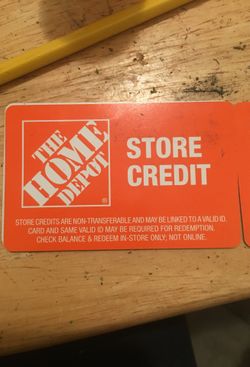 THE
HOME
DEPOT
®
STORE
CREDIT
STORE CREDITS ARE NON-TRANSFERABLE AND MAY BE LINKED TO A VALID ID.
CARD AND SAME VALID ID MAY BE REQUIRED FOR REDEMPTION.
CHECK BALANCE & REDEEM IN-STORE ONLY; NOT ONLINE.